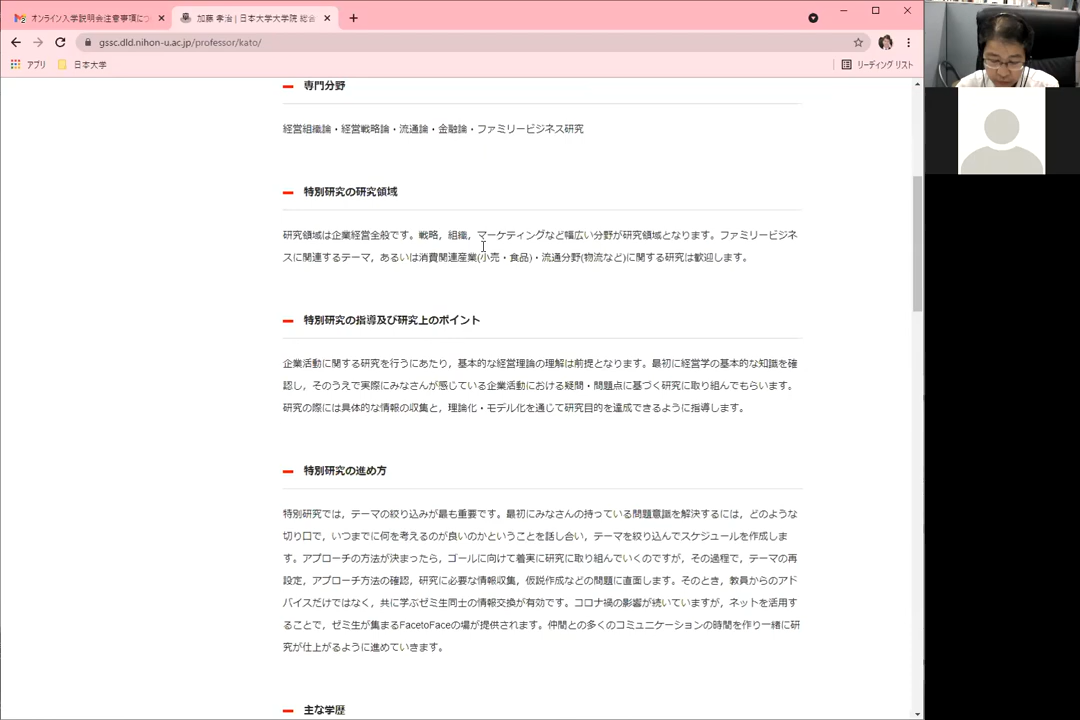 オンライン入学説明会注意事項につ
加藤 孝治 | 日本大学大学院 総合
gssc.dld.nihon-u.ac.jp/professor/kato/
アプリ
日本大学
リーディング リスト
専門分野
経営組織論・経営戦略論・流通論・金融論・ファミリービジネス研究
特別研究の研究領域
研究領域は企業経営全般です。戦略，組織，マーケティングなど幅広い分野が研究領域となります。ファミリービジネ
スに関連するテーマ，あるいは消費関連産業(小売・食品)・流通分野(物流など)に関する研究は歓迎します。
特別研究の指導及び研究上のポイント
企業活動に関する研究を行うにあたり，基本的な経営理論の理解は前提となります。最初に経営学の基本的な知識を確
認し，そのうえで実際にみなさんが感じている企業活動における疑問・問題点に基づく研究に取り組んでもらいます。
研究の際には具体的な情報の収集と，理論化・モデル化を通じて研究目的を達成できるように指導します。
特別研究の進め方
特別研究では，テーマの絞り込みが最も重要です。最初にみなさんの持っている問題意識を解決するには，どのような
切り口で，いつまでに何を考えるのが良いのかということを話し合い，テーマを絞り込んでスケジュールを作成しま
す。アプローチの方法が決まったら，ゴールに向けて着実に研究に取り組んでいくのですが，その過程で，テーマの再
設定，アプローチ方法の確認，研究に必要な情報収集，仮説作成などの問題に直面します。そのとき，教員からのアド
バイスだけではなく，共に学ぶゼミ生同士の情報交換が有効です。コロナ禍の影響が続いていますが，ネットを活用す
ることで，ゼミ生が集まるFacetoFaceの場が提供されます。仲間との多くのコミュニケーションの時間を作り一緒に研
究が仕上がるように進めていきます。
主な学歴